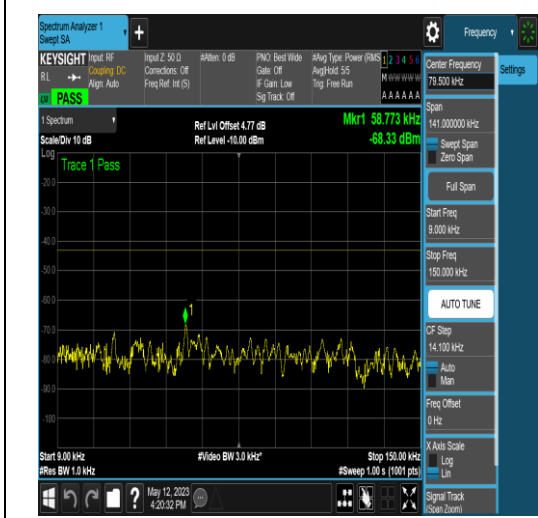 Spectrum Analyzer 1
Swept SA
+
Frequency
KEYSIGHT
RL
PASS
Input: RF
Coupling: DC
Align: Auto
Input Z: 50 Ω
Corrections: Off
Freq Ref: Int (S)
#Atten: 0 dB
PNO: Best Wide
Gate: Off
IF Gain: Low
Sig Track: Off
#Avg Type: Power (RMS
Avg|Hold: 5/5
Trig: Free Run
1 2 3 4 5 6
M W W W W W
A A A A A A
1 Spectrum
Scale/Div 10 dB
Ref Lvl Offset 4.77 dB
Ref Level -10.00 dBm
Mkr1 58.773 kHz
-68.33 dBm
Log
Trace 1 Pass
-20.0
-30.0
-40.0
-50.0
-60.0
-70.0
-80.0
-90.0
-100
1
Start 9.00 kHz
#Res BW 1.0 kHz
#Video BW 3.0 kHz*
Stop 150.00 kHz
#Sweep 1.00 s (1001 pts)
?
May 12, 2023
4:20:32 PM
Center Frequency
79.500 kHz
Settings
Span
141.000000 kHz
Swept Span
Zero Span
Full Span
Start Freq
9.000 kHz
Stop Freq
150.000 kHz
AUTO TUNE
CF Step
14.100 kHz
Auto
Man
Freq Offset
0 Hz
X Axis Scale
Log
Lin
Signal Track
(Span Zoom)